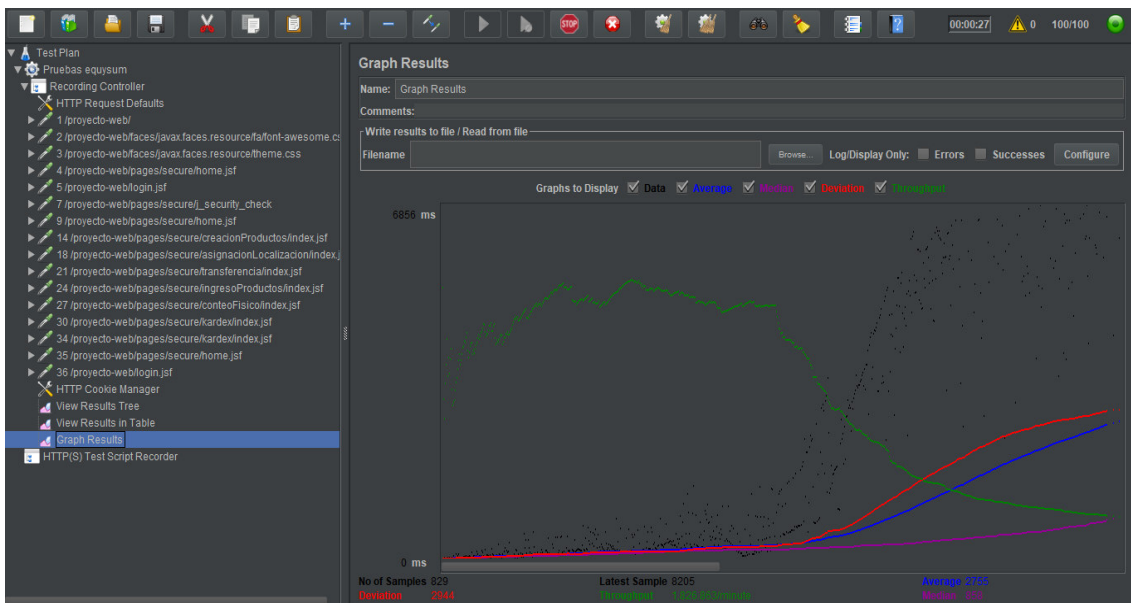 00:00:27 0 100/100
Test Plan
Pruebas equysum
Recording Controller
HTTP Request Defaults
1 /proyecto-web/
2 /proyecto-web/faces/javax.faces.resource/fa/font-awesome.cs
3 /proyecto-web/faces/javax.faces.resource/theme.css
4 /proyecto-web/pages/secure/home.jsf
5 /proyecto-web/login.jsf
7 /proyecto-web/pages/secure/j_security_check
9 /proyecto-web/pages/secure/home.jsf
14 /proyecto-web/pages/secure/creacionProductos/index.jsf
18 /proyecto-web/pages/secure/asignacionLocalizacion/index.j
21 /proyecto-web/pages/secure/transferencia/index.jsf
24 /proyecto-web/pages/secure/ingresoProductos/index.jsf
27 /proyecto-web/pages/secure/conteoFisico/index.jsf
30 /proyecto-web/pages/secure/kardex/index.jsf
34 /proyecto-web/pages/secure/kardex/index.jsf
35 /proyecto-web/pages/secure/home.jsf
36 /proyecto-web/login.jsf
HTTP Cookie Manager
View Results Tree
View Results in Table
Graph Results
HTTP(S) Test Script Recorder
Graph Results
Name: Graph Results
Comments:
Write results to file / Read from file
Filename Browse... Log/Display Only: Errors Successes Configure
Graphs to Display Data Average Median Deviation Throughput
6856 ms
0 ms
No of Samples 829 Latest Sample 8205 Average 2755
Deviation 2944 Throughput Median
STOP